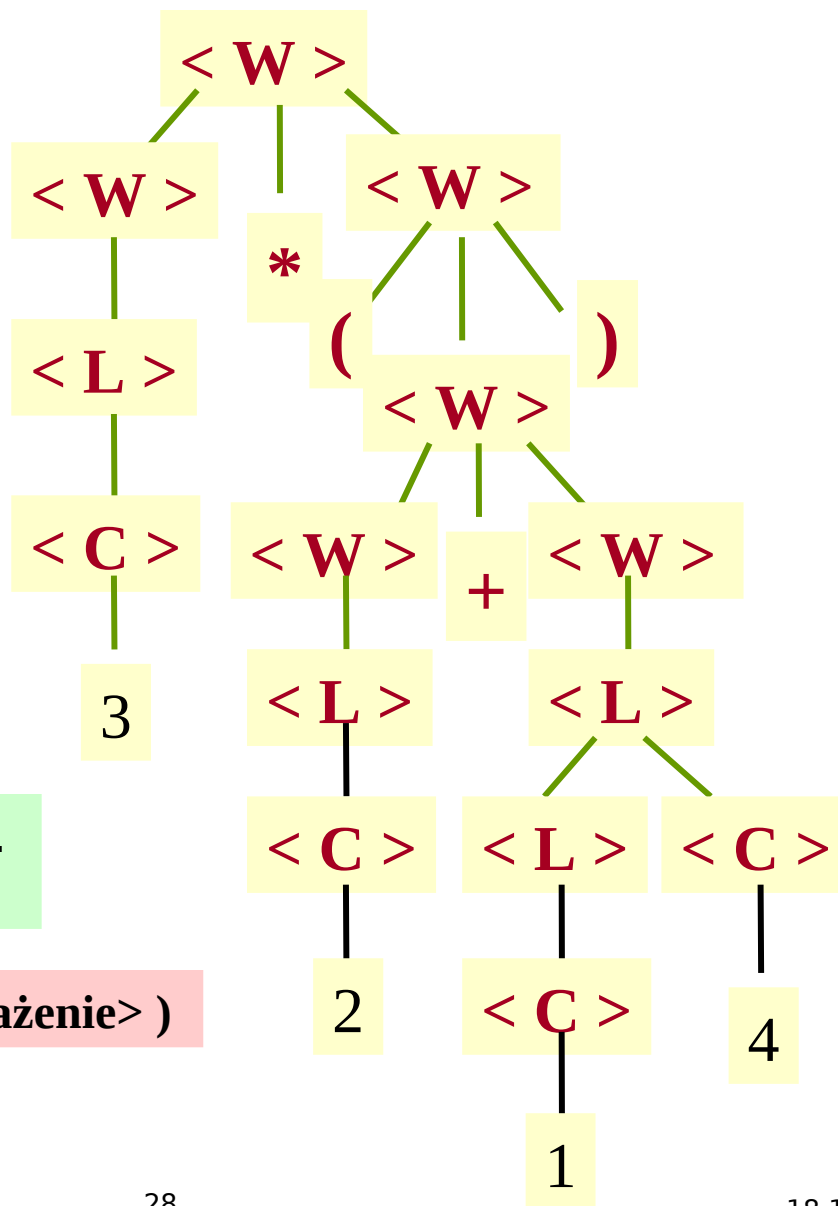 < W >
< W >
< W >
*
(
)
< L >
< W >
< C >
< W >
+
< W >
3
< L >
< L >
< C >
< L >
< C >
2
< C >
4
ażenie> )
1
28